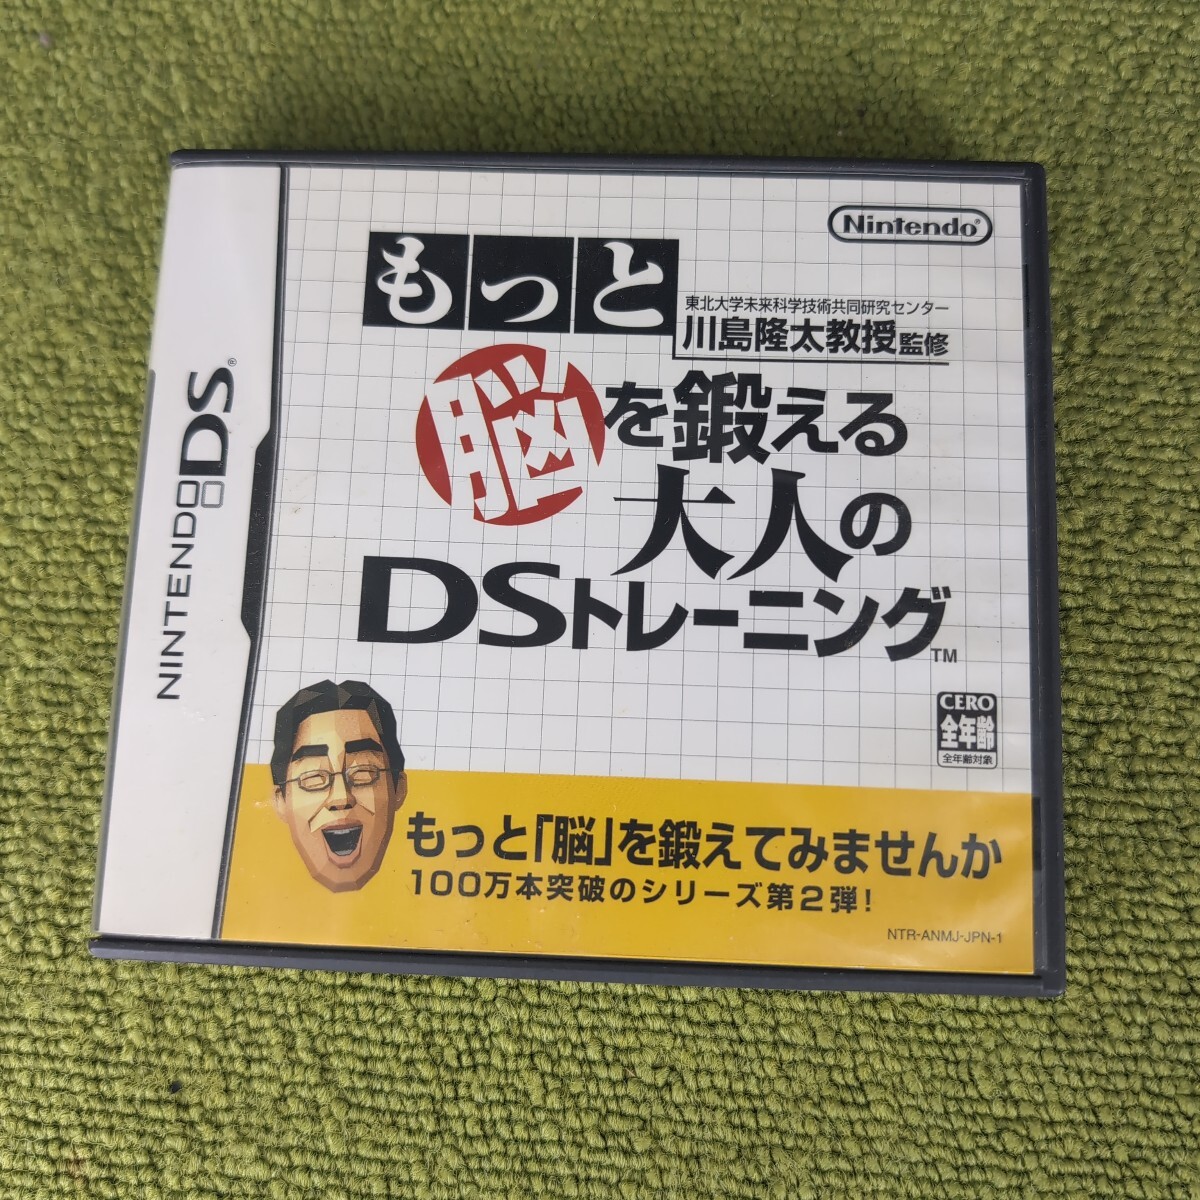 Nintendo®
もっと
東北大学未来科学技術共同研究センター
川島隆太教授監修
脳を鍛える
大人の
DSトレーニング™
NINTENDO DS®
CERO
全年齢
全年齢対象
もっと「脳」を鍛えてみませんか
100万本突破のシリーズ第2弾!
NTR-ANMJ-JPN-1